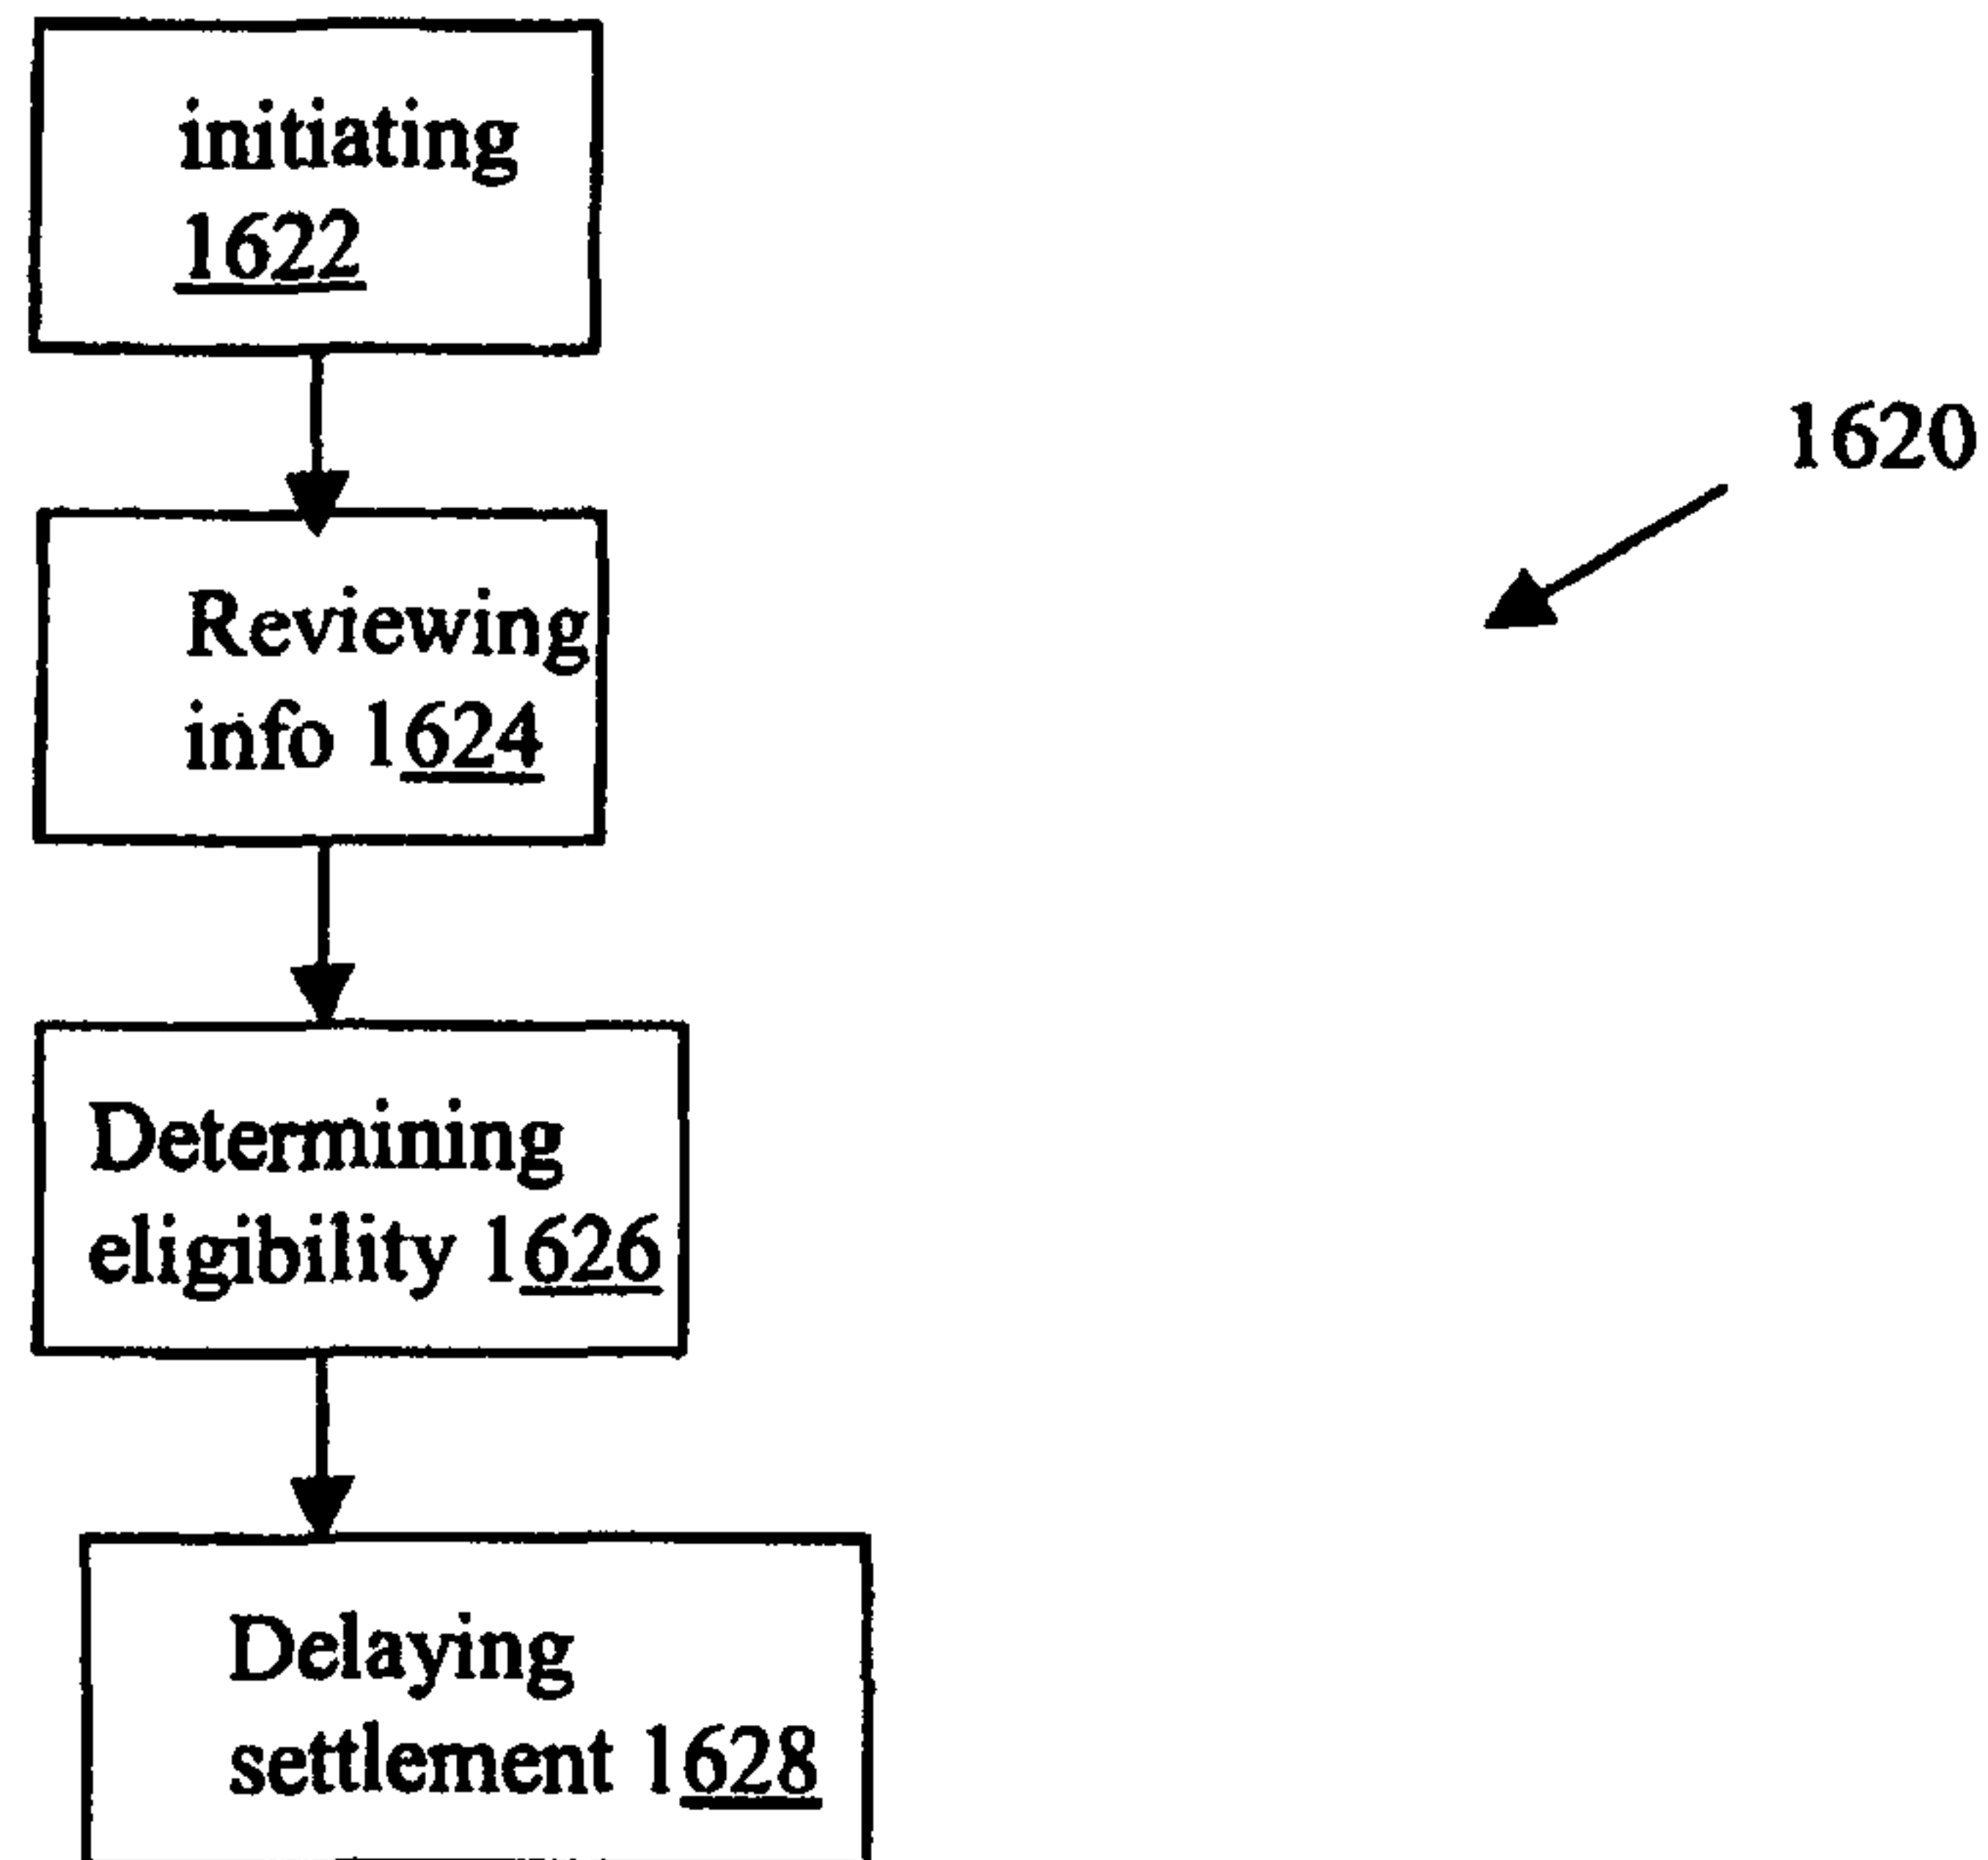 initiating
1622
1620
Reviewing
info 1624
Determining
eligibility 1626
Delaying
settlement 1628